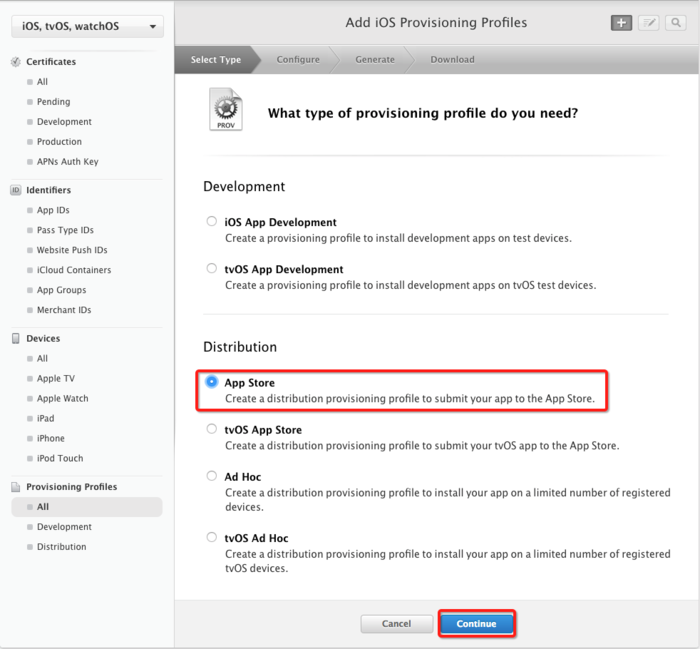 iOS, tvOS, watchOS
Add iOS Provisioning Profiles
Certificates
All
Pending
Development
Production
APNs Auth Key
Identifiers
App IDs
Pass Type IDs
Website Push IDs
iCloud Containers
App Groups
Merchant IDs
Devices
All
Apple TV
Apple Watch
iPad
iPhone
iPod Touch
Provisioning Profiles
All
Development
Distribution
Select Type
Configure
Generate
Download
PROV
What type of provisioning profile do you need?
Development
iOS App Development
Create a provisioning profile to install development apps on test devices.
tvOS App Development
Create a provisioning profile to install development apps on tvOS test devices.
Distribution
App Store
Create a distribution provisioning profile to submit your app to the App Store.
tvOS App Store
Create a distribution provisioning profile to submit your tvOS app to the App Store.
Ad Hoc
Create a distribution provisioning profile to install your app on a limited number of registered
devices.
tvOS Ad Hoc
Create a distribution provisioning profile to install your app on a limited number of registered
tvOS devices.
Cancel
Continue